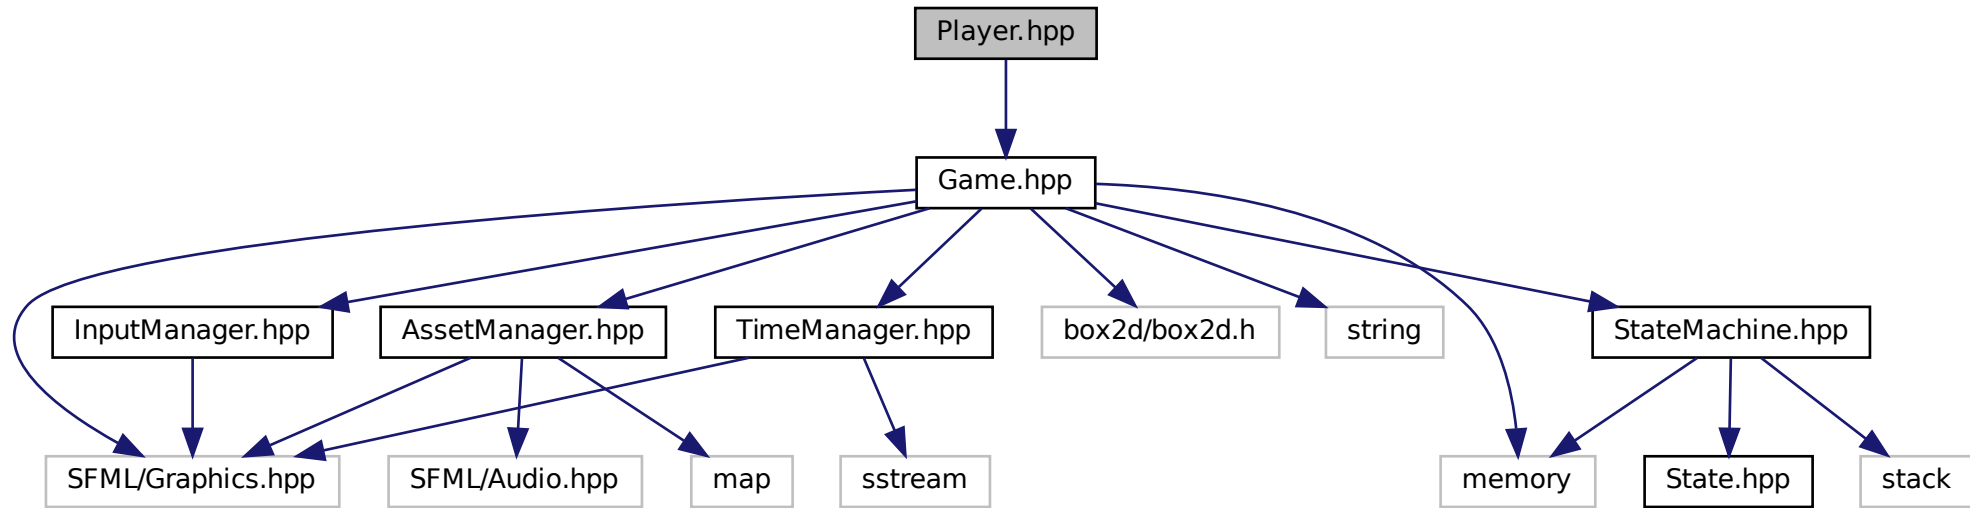 Player.hpp
Game.hpp
InputManager.hpp
AssetManager.hpp
TimeManager.hpp
box2d/box2d.h
string
StateMachine.hpp
SFML/Graphics.hpp
SFML/Audio.hpp
map
sstream
memory
State.hpp
stack